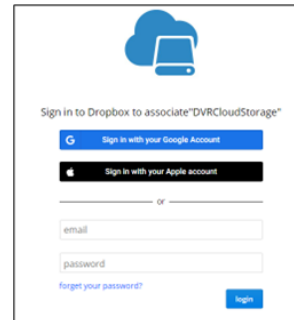 Sign in to Dropbox to associate"DVRCloudStorage"
G Sign in with your Google Account
Sign in with your Apple account
or
email
password
forget your password?
login